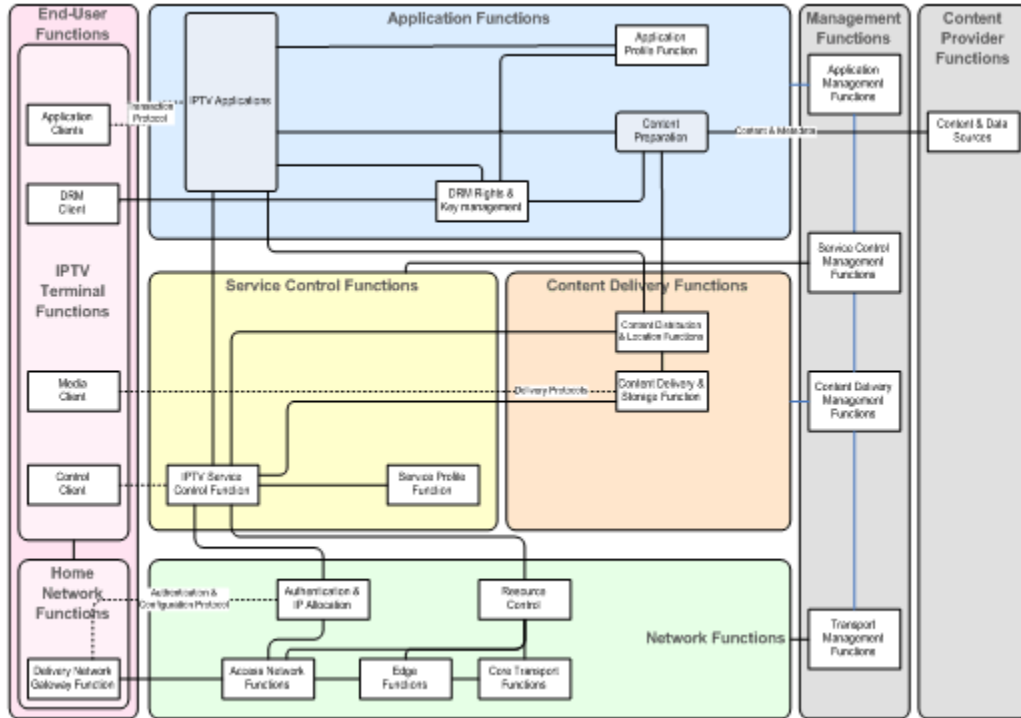 End-User
Functions
Application Functions
Management
Functions
Content
Provider
Functions
Application
Profile Function
Application
Management
Functions
IPTV Applications
Transaction
Protocol
Application
Clients
Content
Preparation
Content & Metadata
Content & Data
Sources
DRM
Client
DRM Rights &
Key management
IPTV
Terminal
Functions
Service Control
Management
Functions
Service Control Functions
Content Delivery Functions
Content Distribution
& Location Functions
Media
Client
Delivery Protocols
Content Delivery &
Storage Function
Content Delivery
Management
Functions
Control
Client
IPTV Service
Control Function
Service Profile
Function
Home
Network
Functions
Authentication &
Configuration Protocol
Authentication &
IP Allocation
Resource
Control
Network Functions
Transport
Management
Functions
Delivery Network
Gateway Function
Access Network
Functions
Edge
Functions
Core Transport
Functions